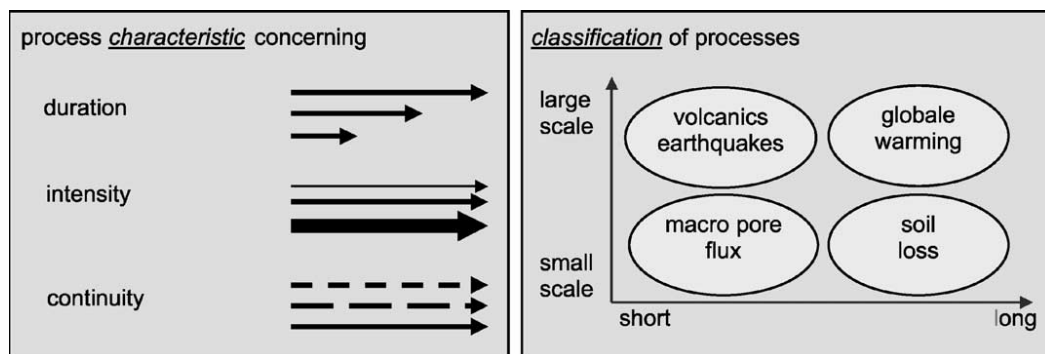 process characteristic concerning
duration
intensity
continuity
classification of processes
large
scale
volcanics
earthquakes
globale
warming
macro pore
flux
soil
loss
small
scale
short
long